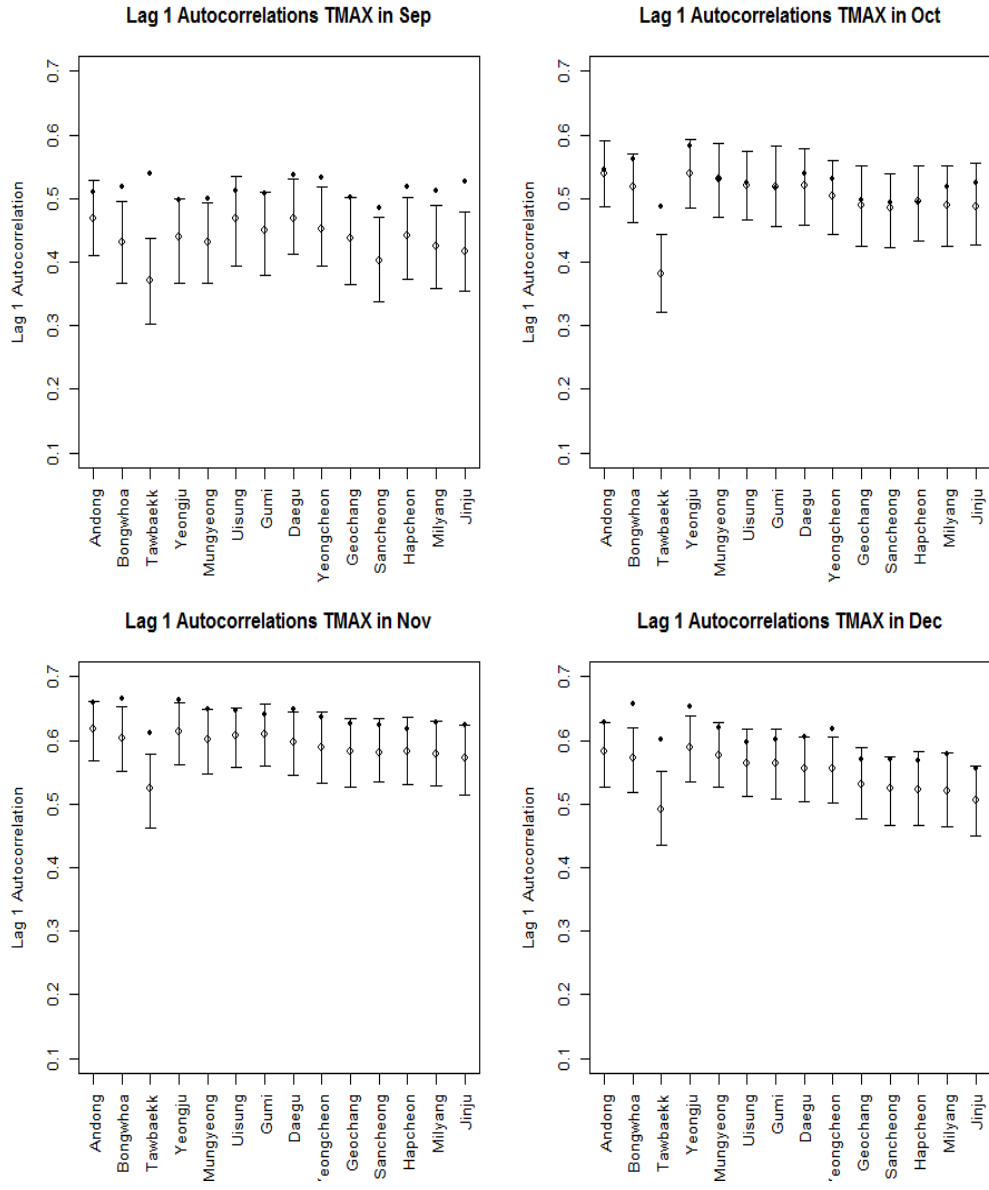 Lag 1 Autocorrelations TMAX in Sep
Lag 1 Autocorrelation
0.7
0.6
0.5
0.4
0.3
0.2
0.1
Andong
Bongwhoa
Tawbaekk
Yeongju
Mungyeong
Uisung
Gumi
Daegu
Yeongcheon
Geochang
Sancheong
Hapcheon
Milyang
Jinju
Lag 1 Autocorrelations TMAX in Oct
Lag 1 Autocorrelation
0.7
0.6
0.5
0.4
0.3
0.2
0.1
Andong
Bongwhoa
Tawbaekk
Yeongju
Mungyeong
Uisung
Gumi
Daegu
Yeongcheon
Geochang
Sancheong
Hapcheon
Milyang
Jinju
Lag 1 Autocorrelations TMAX in Nov
Lag 1 Autocorrelation
0.7
0.6
0.5
0.4
0.3
0.2
0.1
Andong
Bongwhoa
Tawbaekk
Yeongju
Mungyeong
Uisung
Gumi
Daegu
Yeongcheon
Geochang
Sancheong
Hapcheon
Milyang
Jinju
Lag 1 Autocorrelations TMAX in Dec
Lag 1 Autocorrelation
0.7
0.6
0.5
0.4
0.3
0.2
0.1
Andong
Bongwhoa
Tawbaekk
Yeongju
Mungyeong
Uisung
Gumi
Daegu
Yeongcheon
Geochang
Sancheong
Hapcheon
Milyang
Jinju